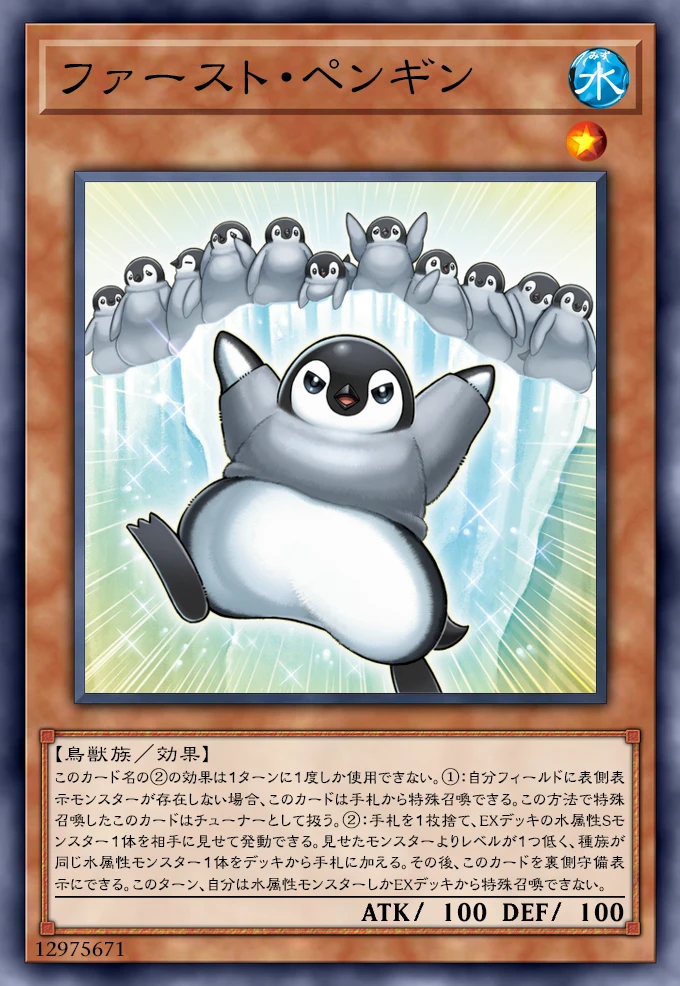 ファースト・ペンギン
みず
水
【鳥獣族／効果】
このカード名の②の効果は１ターンに１度しか使用できない。①：自分フィールドに表側表
示モンスターが存在しない場合、このカードは手札から特殊召喚できる。この方法で特殊
召喚したこのカードはチューナーとして扱う。②：手札を１枚捨て、EXデッキの水属性Sモ
ンスター１体を相手に見せて発動できる。見せたモンスターよりレベルが１つ低く、種族が
同じ水属性モンスター１体をデッキから手札に加える。その後、このカードを裏側守備表
示にできる。このターン、自分は水属性モンスターしかEXデッキから特殊召喚できない。
ATK/ 100 DEF/ 100
12975671